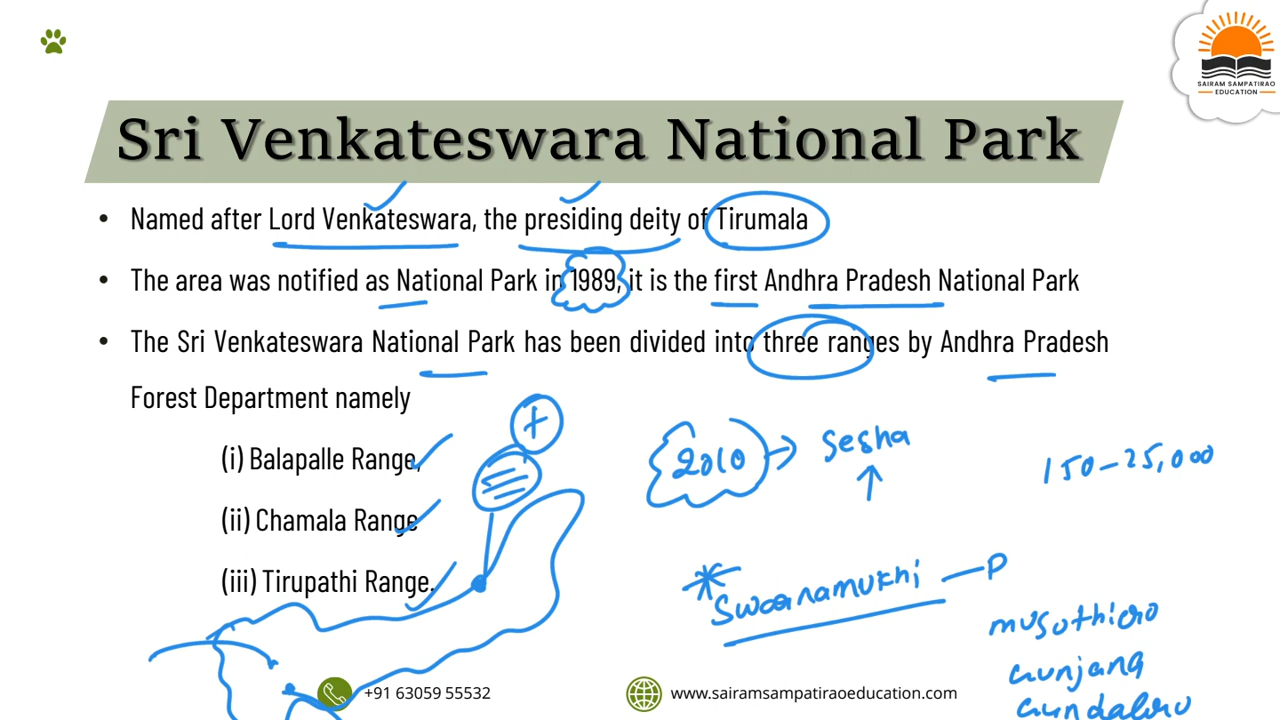 SAIRAM SAMPATIRAO
EDUCATION
Sri Venkateswara National Park
• Named after Lord Venkateswara, the presiding deity of Tirumala
• The area was notified as National Park in 1989, it is the first Andhra Pradesh National Park
• The Sri Venkateswara National Park has been divided into three ranges by Andhra Pradesh
Forest Department namely
(i) Balapalle Range,
(ii) Chamala Range
(iii) Tirupathi Range.
2010 → Sesha
150-25,000
Swarnamukhi - P
+91 63059 55532
www.sairamsampatiraoeducation.com